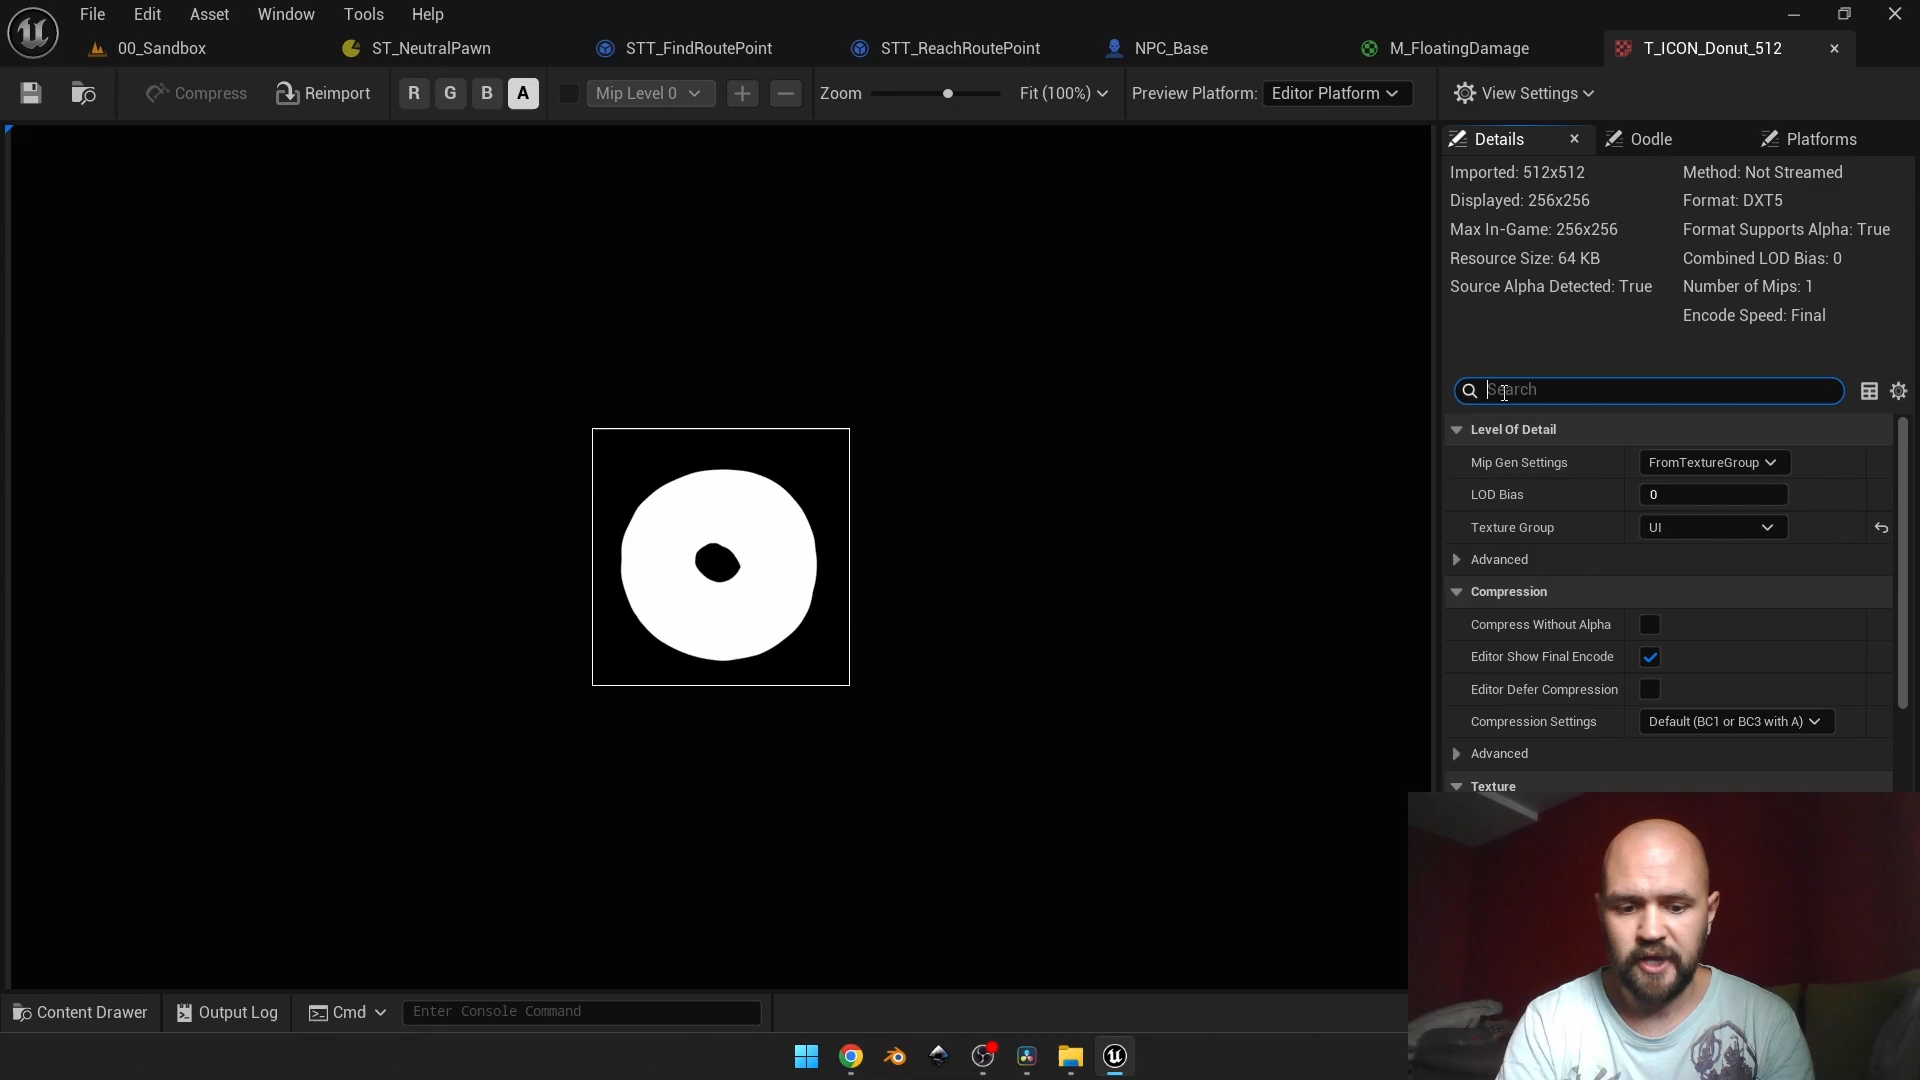 File Edit Asset Window Tools Help
00_Sandbox ST_NeutralPawn STT_FindRoutePoint STT_ReachRoutePoint NPC_Base M_FloatingDamage T_ICON_Donut_512
Compress Reimport R G B A Mip Level 0 Zoom Fit (100%) Preview Platform: Editor Platform View Settings
Details Oodle Platforms
Imported: 512x512 Method: Not Streamed
Displayed: 256x256 Format: DXT5
Max In-Game: 256x256 Format Supports Alpha: True
Resource Size: 64 KB Combined LOD Bias: 0
Source Alpha Detected: True Number of Mips: 1
Encode Speed: Final
Search
Level Of Detail
Mip Gen Settings FromTextureGroup
LOD Bias 0
Texture Group UI
Advanced
Compression
Compress Without Alpha
Editor Show Final Encode
Editor Defer Compression
Compression Settings Default (BC1 or BC3 with A)
Advanced
Texture
Content Drawer Output Log Cmd Enter Console Command